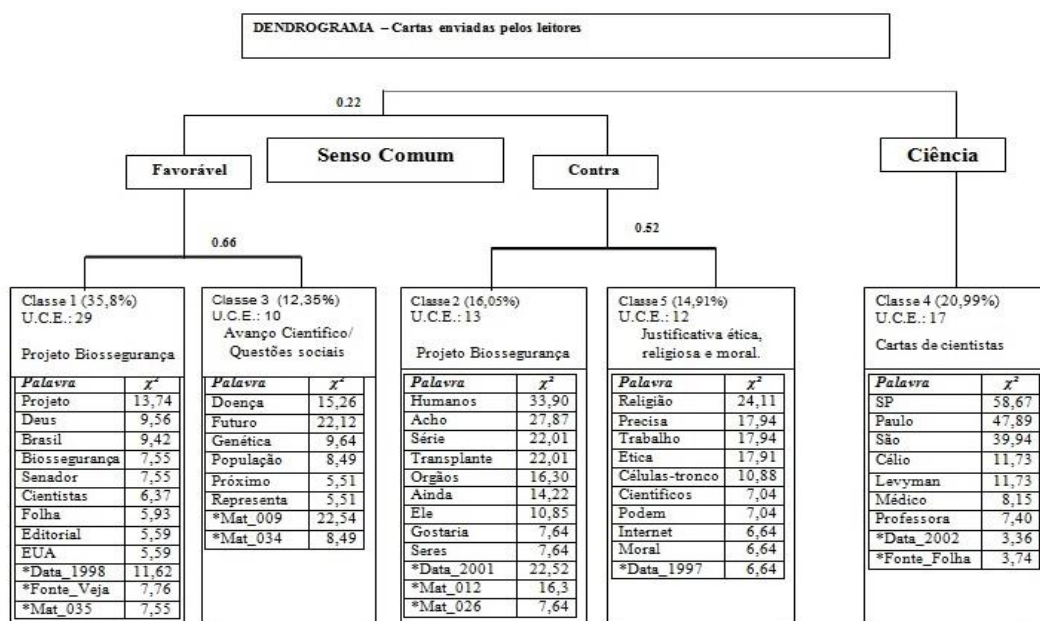 DENDROGRAMA – Cartas enviadas pelos leitores
0.22
Favorável
Senso Comum
Contra
Ciência
0.66
0.52
Classe 1 (35,8%)
U.C.E.: 29
Projeto Biossegurança
Palavra χ²
Projeto 13,74
Deus 9,56
Brasil 9,42
Biossegurança 7,55
Senador 7,55
Cientistas 6,37
Folha 5,93
Editorial 5,59
EUA 5,59
*Data_1998 11,62
*Fonte_Veja 7,76
*Mat_035 7,55
Classe 3 (12,35%)
U.C.E.: 10
Avanço Cientifico/
Questões sociais
Palavra χ²
Doença 15,26
Futuro 22,12
Genética 9,64
População 8,49
Próximo 5,51
Representa 5,51
*Mat_009 22,54
*Mat_034 8,49
Classe 2 (16,05%)
U.C.E.: 13
Projeto Biossegurança
Palavra χ²
Humanos 33,90
Acho 27,87
Série 22,01
Transplante 22,01
Orgãos 16,30
Ainda 14,22
Ele 10,85
Gostaria 7,64
Seres 7,64
*Data_2001 22,52
*Mat_012 16,3
*Mat_026 7,64
Classe 5 (14,91%)
U.C.E.: 12
Justificativa ética,
religiosa e moral.
Palavra χ²
Religião 24,11
Precisa 17,94
Trabalho 17,94
Etica 17,91
Células-tronco 10,88
Científicos 7,04
Podem 7,04
Internet 6,64
Moral 6,64
*Data_1997 6,64
Classe 4 (20,99%)
U.C.E.: 17
Cartas de cientistas
Palavra χ²
SP 58,67
Paulo 47,89
São 39,94
Célio 11,73
Levyman 11,73
Médico 8,15
Professora 7,40
*Data_2002 3,36
*Fonte_Folha 3,74